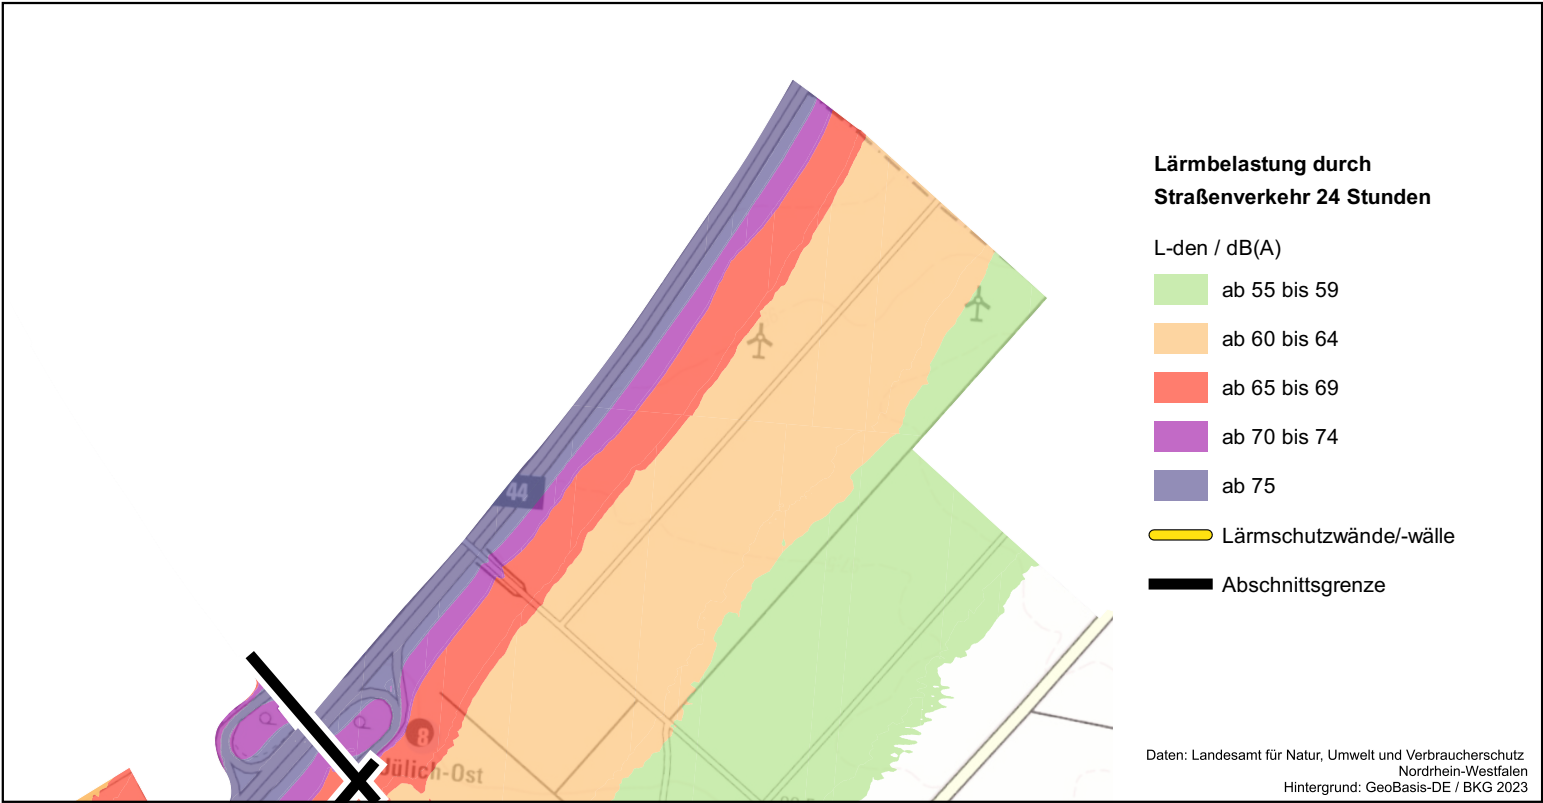 44
8
Jülich-Ost
Lärmbelastung durch
Straßenverkehr 24 Stunden
L-den / dB(A)
ab 55 bis 59
ab 60 bis 64
ab 65 bis 69
ab 70 bis 74
ab 75
Lärmschutzwände/-wälle
Abschnittsgrenze
Daten: Landesamt für Natur, Umwelt und Verbraucherschutz
Nordrhein-Westfalen
Hintergrund: GeoBasis-DE / BKG 2023